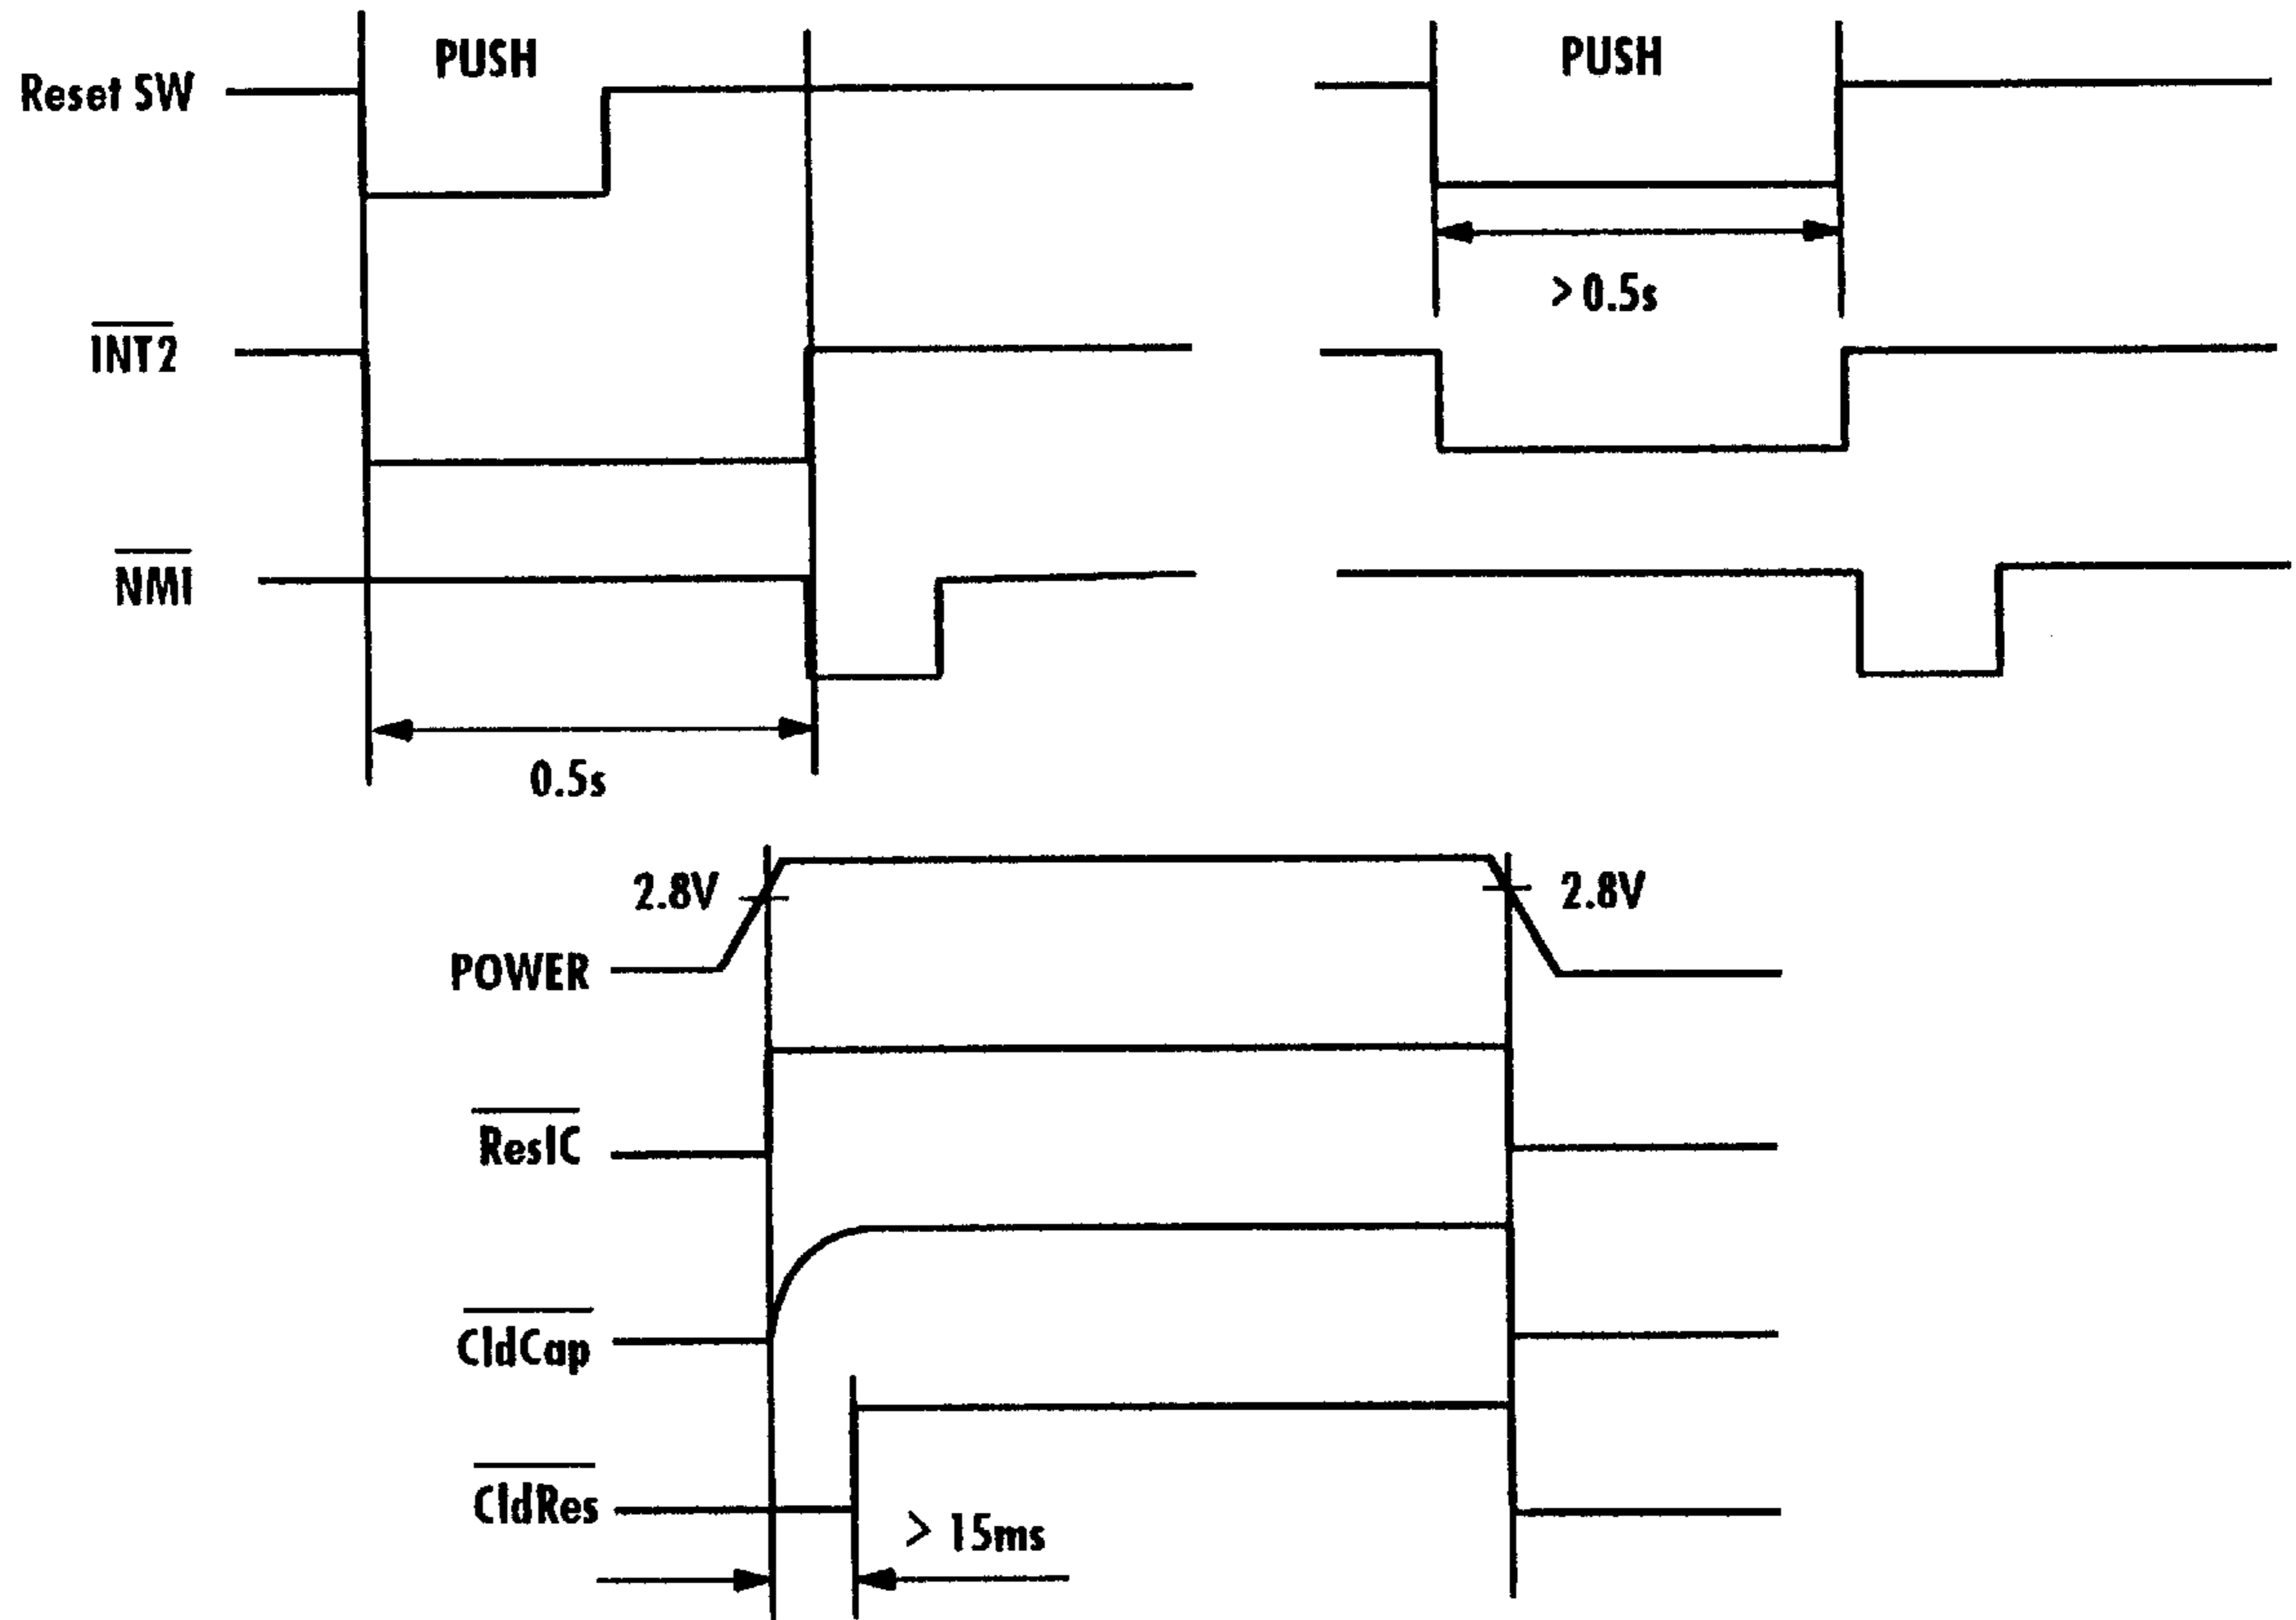 PUSH
PUSH
Reset SW
> 0.5s
INT2
NMI
0.5s
2.8V
2.8V
POWER
ResIC
CldCap
CldRes
> 15ms